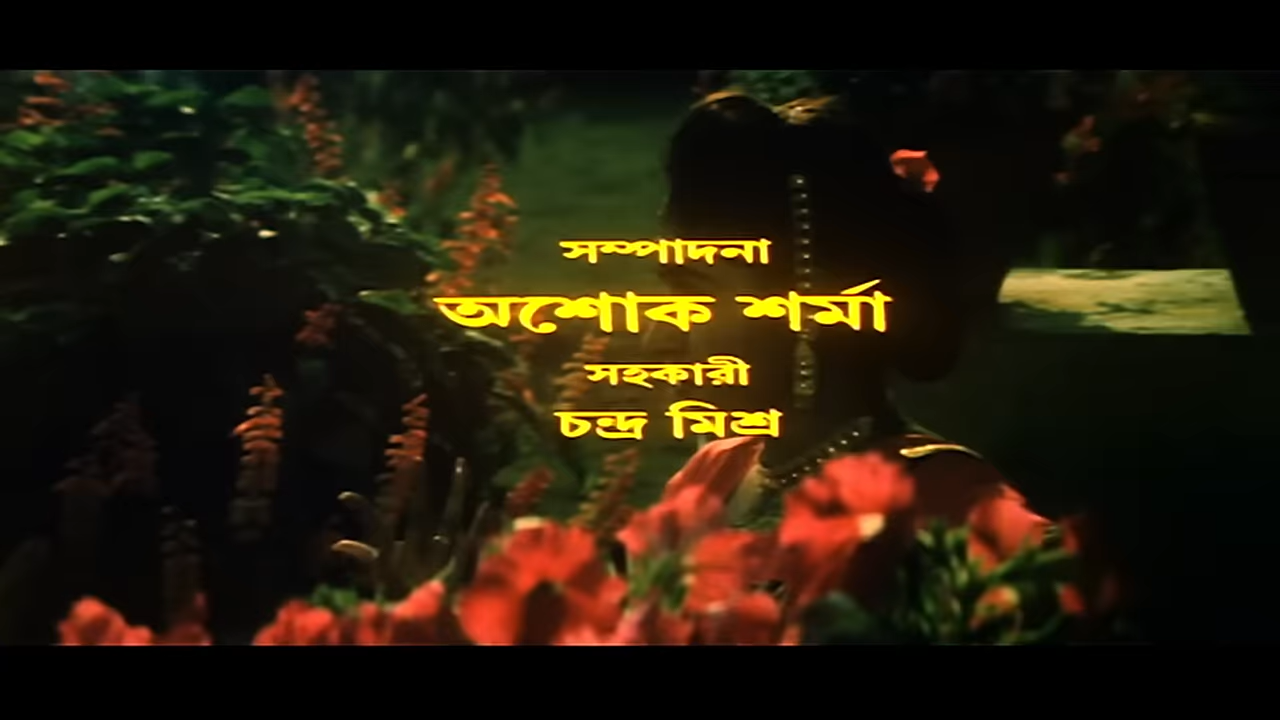 সম্পাদনা
অশোক শর্মা
সহকারী
চন্দ্র মিশ্র